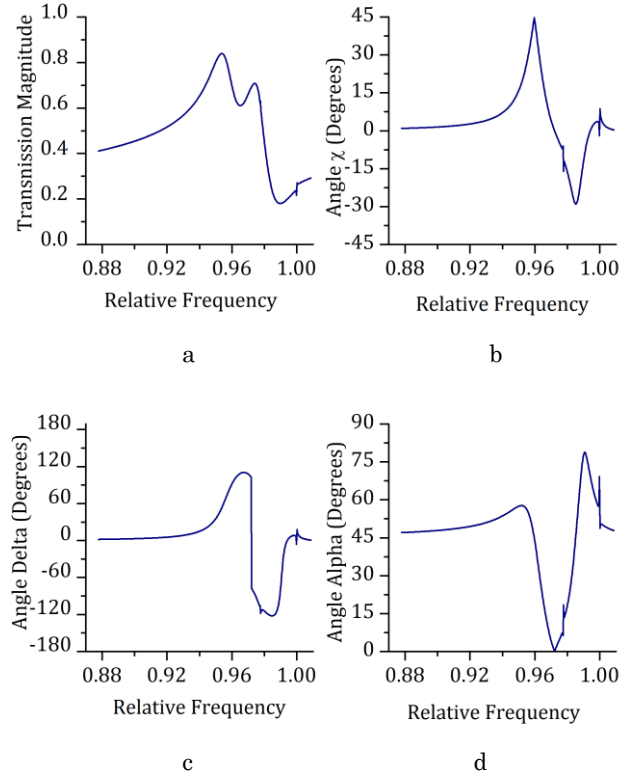 Transmission Magnitude
1.0
0.8
0.6
0.4
0.2
0.0
0.88 0.92 0.96 1.00
Relative Frequency
a
Angle χ (Degrees)
45
30
15
0
-15
-30
-45
0.88 0.92 0.96 1.00
Relative Frequency
b
Angle Delta (Degrees)
180
120
60
0
-60
-120
-180
0.88 0.92 0.96 1.00
Relative Frequency
c
Angle Alpha (Degrees)
90
75
60
45
30
15
0
0.88 0.92 0.96 1.00
Relative Frequency
d